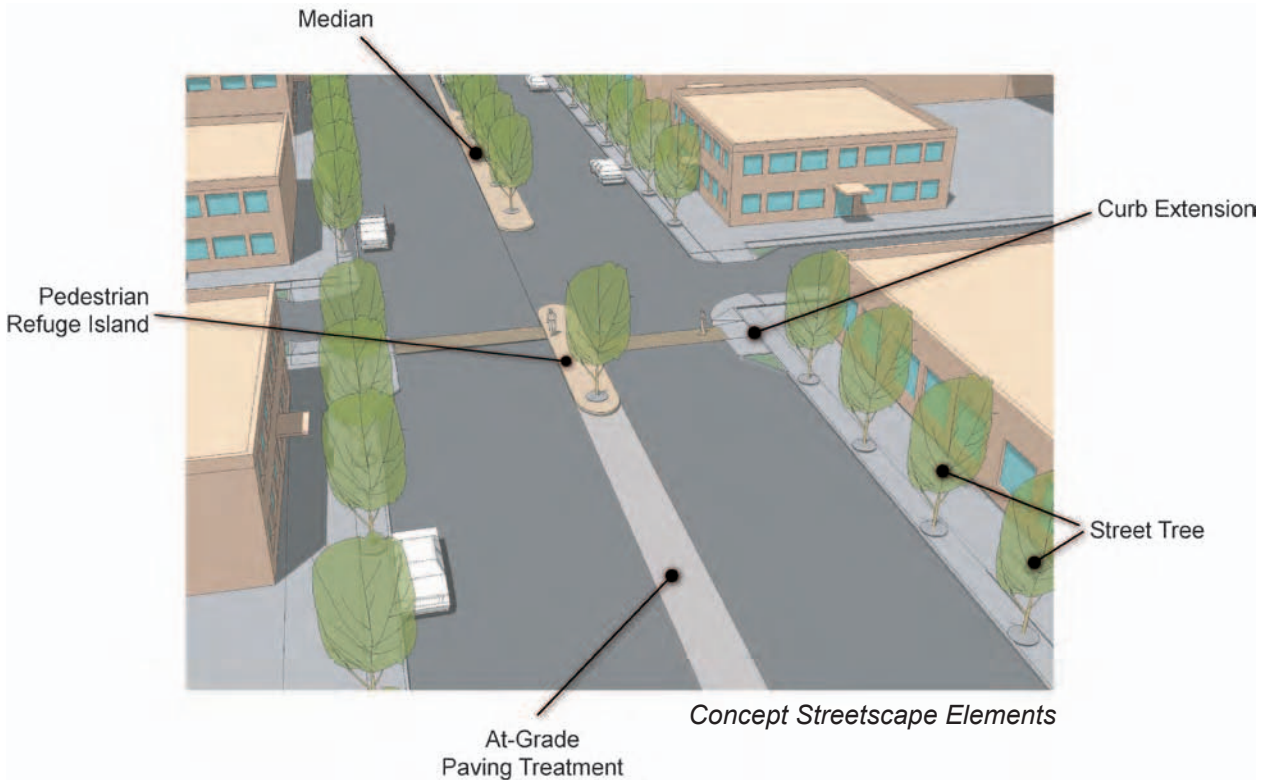 Median
Curb Extension
Pedestrian
Refuge Island
Street Tree
Concept Streetscape Elements
At-Grade
Paving Treatment